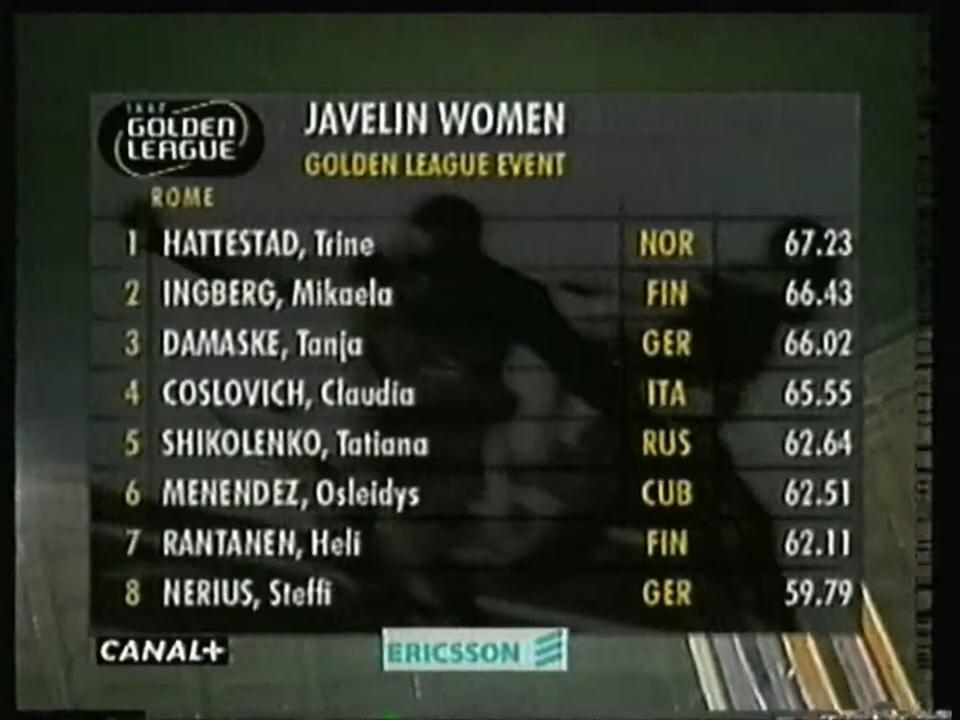 IAAF
GOLDEN
LEAGUE
JAVELIN WOMEN
GOLDEN LEAGUE EVENT
ROME
1 HATTESTAD, Trine NOR 67.23
2 INGBERG, Mikaela FIN 66.43
3 DAMASKE, Tanja GER 66.02
4 COSLOVICH, Claudia ITA 65.55
5 SHIKOLENKO, Tatiana RUS 62.64
6 MENENDEZ, Osleidys CUB 62.51
7 RANTANEN, Heli FIN 62.11
8 NERIUS, Steffi GER 59.79
CANAL+
ERICSSON